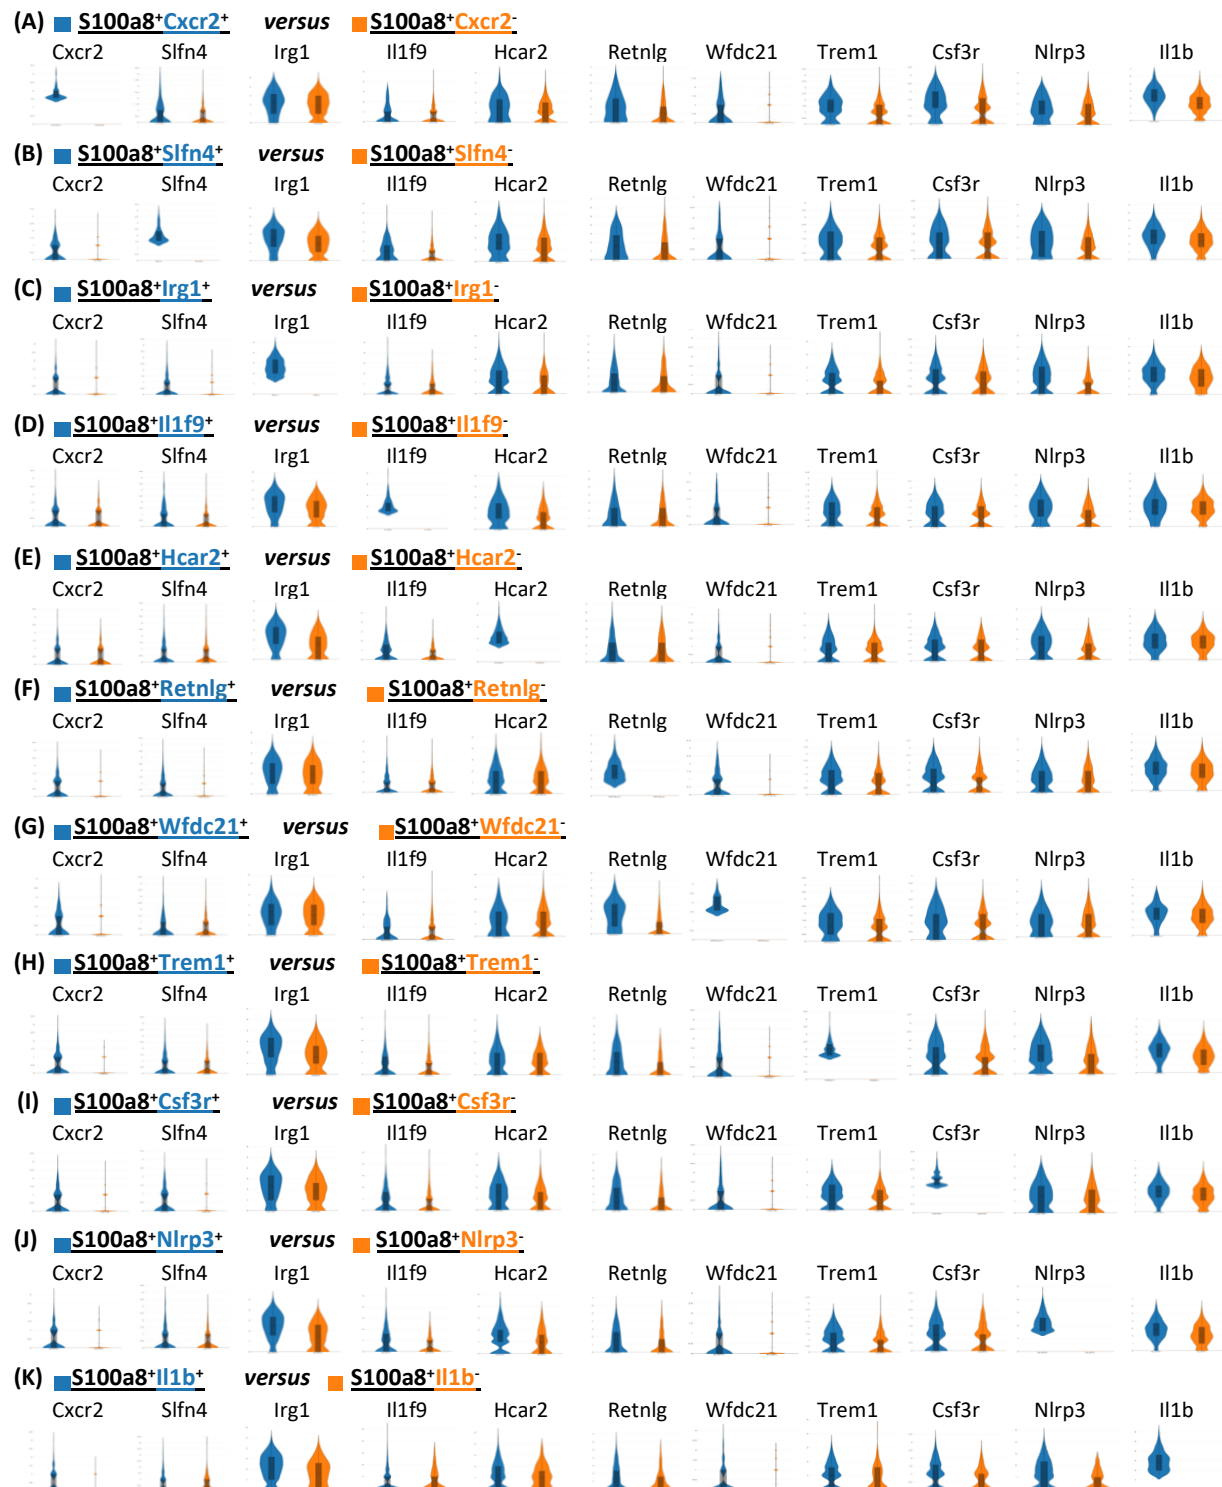 (A) S100a8⁺Cxcr2⁺ versus S100a8⁺Cxcr2⁻
Cxcr2 Slfn4 Irg1 Il1f9 Hcar2 Retnlg Wfdc21 Trem1 Csf3r Nlrp3 Il1b
(B) S100a8⁺Slfn4⁺ versus S100a8⁺Slfn4⁻
Cxcr2 Slfn4 Irg1 Il1f9 Hcar2 Retnlg Wfdc21 Trem1 Csf3r Nlrp3 Il1b
(C) S100a8⁺Irg1⁺ versus S100a8⁺Irg1⁻
Cxcr2 Slfn4 Irg1 Il1f9 Hcar2 Retnlg Wfdc21 Trem1 Csf3r Nlrp3 Il1b
(D) S100a8⁺Il1f9⁺ versus S100a8⁺Il1f9⁻
Cxcr2 Slfn4 Irg1 Il1f9 Hcar2 Retnlg Wfdc21 Trem1 Csf3r Nlrp3 Il1b
(E) S100a8⁺Hcar2⁺ versus S100a8⁺Hcar2⁻
Cxcr2 Slfn4 Irg1 Il1f9 Hcar2 Retnlg Wfdc21 Trem1 Csf3r Nlrp3 Il1b
(F) S100a8⁺Retnlg⁺ versus S100a8⁺Retnlg⁻
Cxcr2 Slfn4 Irg1 Il1f9 Hcar2 Retnlg Wfdc21 Trem1 Csf3r Nlrp3 Il1b
(G) S100a8⁺Wfdc21⁺ versus S100a8⁺Wfdc21⁻
Cxcr2 Slfn4 Irg1 Il1f9 Hcar2 Retnlg Wfdc21 Trem1 Csf3r Nlrp3 Il1b
(H) S100a8⁺Trem1⁺ versus S100a8⁺Trem1⁻
Cxcr2 Slfn4 Irg1 Il1f9 Hcar2 Retnlg Wfdc21 Trem1 Csf3r Nlrp3 Il1b
(I) S100a8⁺Csf3r⁺ versus S100a8⁺Csf3r⁻
Cxcr2 Slfn4 Irg1 Il1f9 Hcar2 Retnlg Wfdc21 Trem1 Csf3r Nlrp3 Il1b
(J) S100a8⁺Nlrp3⁺ versus S100a8⁺Nlrp3⁻
Cxcr2 Slfn4 Irg1 Il1f9 Hcar2 Retnlg Wfdc21 Trem1 Csf3r Nlrp3 Il1b
(K) S100a8⁺Il1b⁺ versus S100a8⁺Il1b⁻
Cxcr2 Slfn4 Irg1 Il1f9 Hcar2 Retnlg Wfdc21 Trem1 Csf3r Nlrp3 Il1b